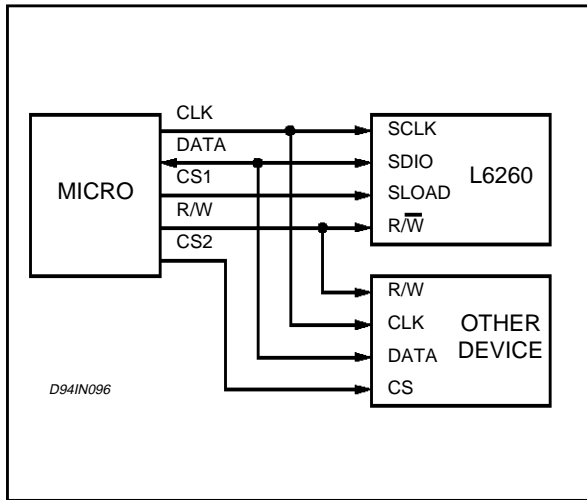 CLK
DATA
CS1
R/W
CS2
MICRO
SCLK
SDIO
SLOAD
R/W̅
L6260
R/W
CLK
DATA
CS
OTHER
DEVICE
D94IN096